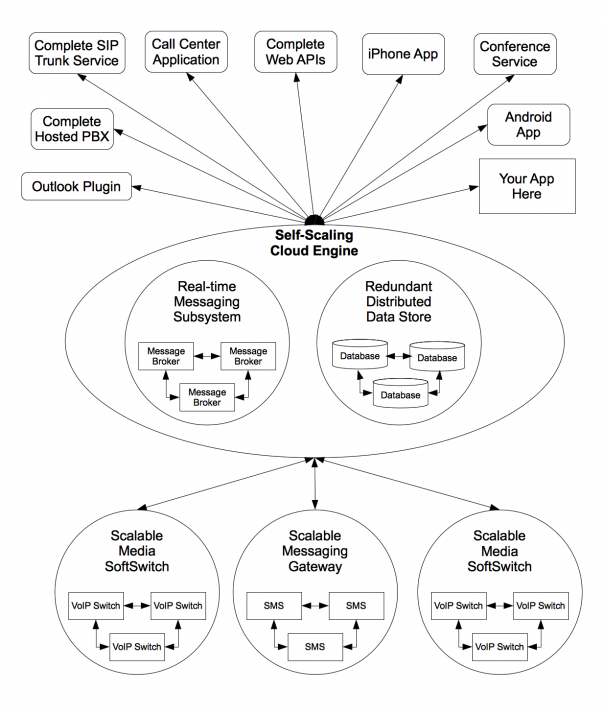 Complete SIP
Trunk Service
Call Center
Application
Complete
Web APIs
iPhone App
Conference
Service
Complete
Hosted PBX
Android
App
Outlook Plugin
Your App
Here
Self-Scaling
Cloud Engine
Real-time
Messaging
Subsystem
Redundant
Distributed
Data Store
Message
Broker
Message
Broker
Message
Broker
Database
Database
Database
Scalable
Media
SoftSwitch
Scalable
Messaging
Gateway
Scalable
Media
SoftSwitch
VoIP Switch
VoIP Switch
VoIP Switch
SMS
SMS
SMS
VoIP Switch
VoIP Switch
VoIP Switch